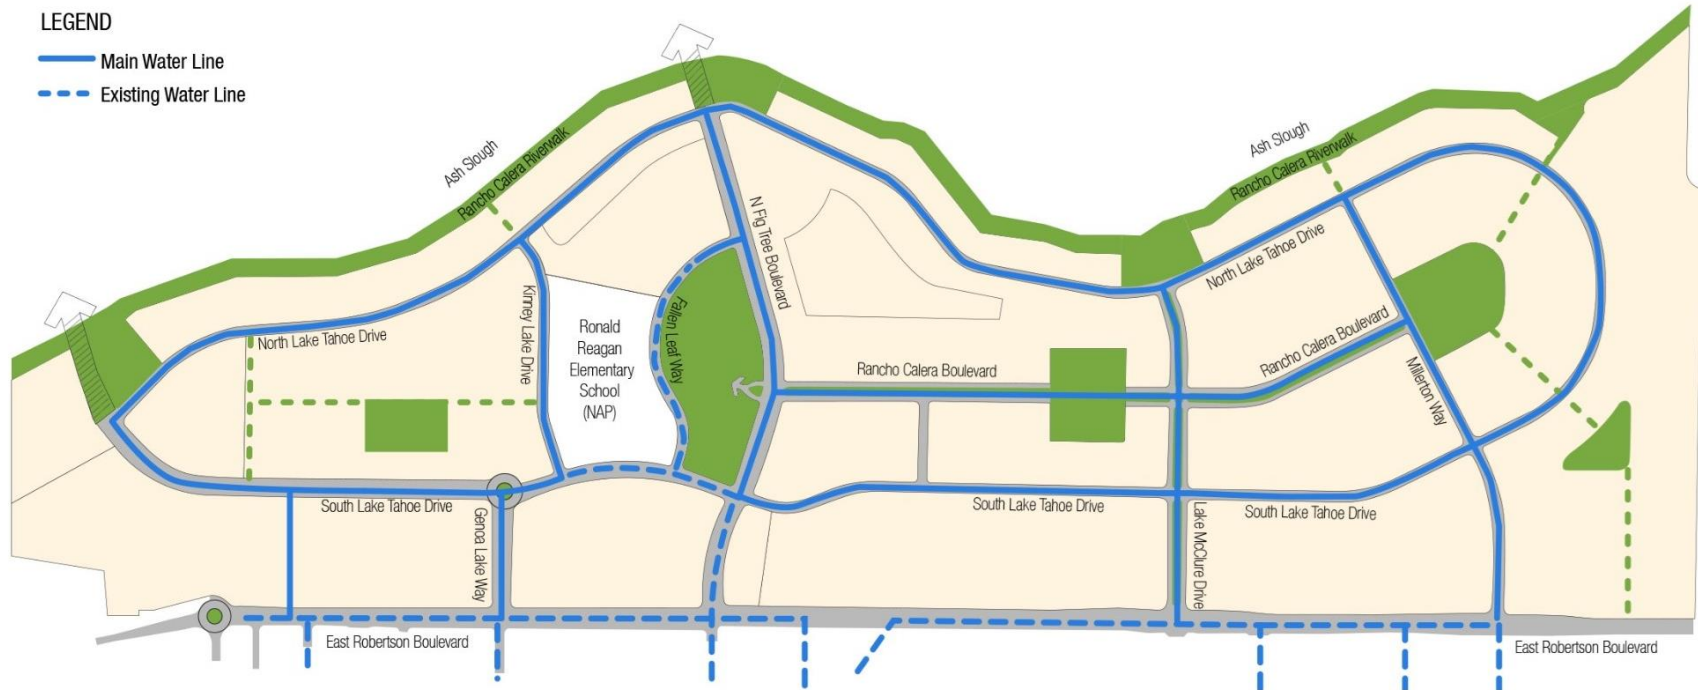 LEGEND
Main Water Line
Existing Water Line
Ash Slough
Rancho Calera Riverwalk
Ash Slough
Rancho Calera Riverwalk
N Fig Tree Boulevard
North Lake Tahoe Drive
North Lake Tahoe Drive
Kinney Lake Drive
Ronald
Reagan
Elementary
School
(NAP)
Fallen Leaf Way
Rancho Calera Boulevard
Rancho Calera Boulevard
Millerton Way
South Lake Tahoe Drive
South Lake Tahoe Drive
South Lake Tahoe Drive
Genoa Lake Way
Lake McClure Drive
East Robertson Boulevard
East Robertson Boulevard